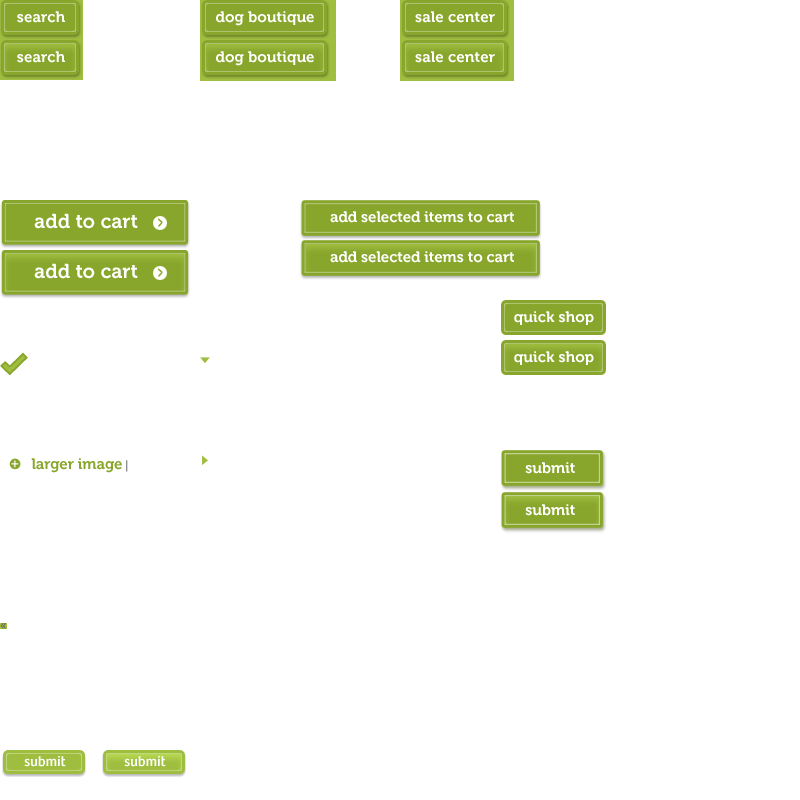 search
dog boutique
sale center
search
dog boutique
sale center
add to cart
add selected items to cart
add to cart
add selected items to cart
quick shop
quick shop
larger image |
submit
submit
submit
submit